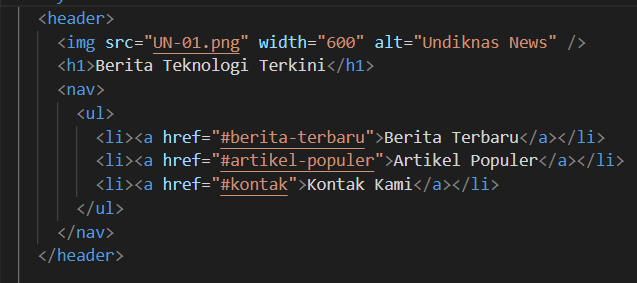 <header>
<img src="UN-01.png" width="600" alt="Undiknas News" />
<h1>Berita Teknologi Terkini</h1>
<nav>
<ul>
<li><a href="#berita-terbaru">Berita Terbaru</a></li>
<li><a href="#artikel-populer">Artikel Populer</a></li>
<li><a href="#kontak">Kontak Kami</a></li>
</ul>
</nav>
</header>